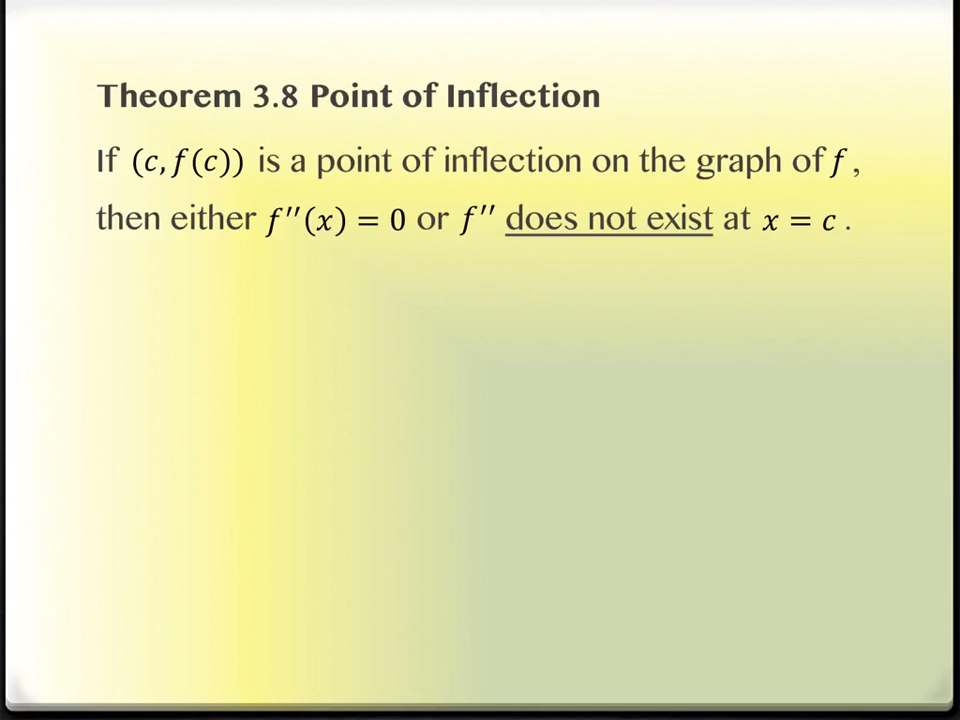 Theorem 3.8 Point of Inflection
If (c, f(c)) is a point of inflection on the graph of f ,
then either f′′(x) = 0 or f′′ does not exist at x = c .